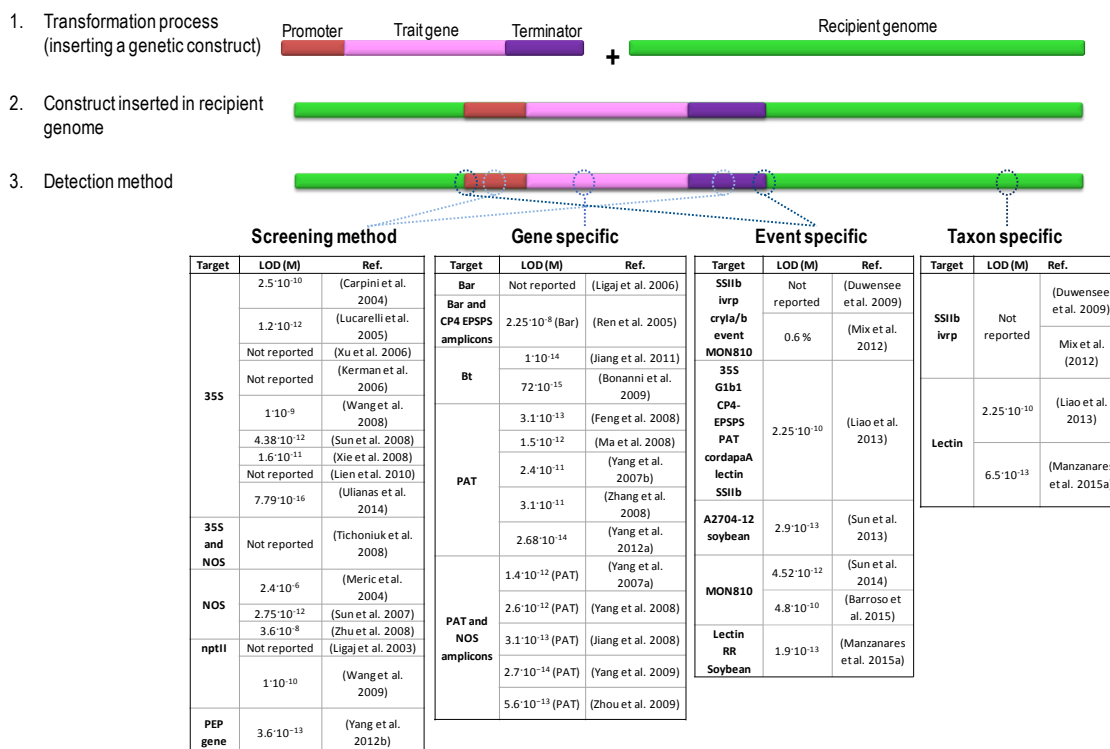 1. Transformation process
(inserting a genetic construct)
Promoter Trait gene Terminator
+
Recipient genome
2. Construct inserted in recipient
genome
3. Detection method
Screening method
Target LOD (M) Ref.
35S
2.5·10-10 (Carpini et al.
2004)
1.2·10-12 (Lucarelli et al.
2005)
Not reported (Xu et al. 2006)
Not reported (Kerman et al.
2006)
1·10-9 (Wang et al.
2008)
4.38·10-12 (Sun et al. 2008)
1.6·10-11 (Xie et al. 2008)
Not reported (Lien et al. 2010)
7.79·10-16 (Ulianas et al.
2014)
35S
and
NOS
Not reported (Tichoniuk et al.
2008)
NOS
2.4·10-6 (Meric et al.
2004)
2.75·10-12 (Sun et al. 2007)
3.6·10-8 (Zhu et al. 2008)
nptII Not reported (Ligaj et al. 2003)
1·10-10 (Wang et al.
2009)
PEP
gene
3.6·10−13 (Yang et al.
2012b)
Gene specific
Target LOD (M) Ref.
Bar Not reported (Ligaj et al. 2006)
Bar and
CP4 EPSPS
amplicons
2.25·10-8 (Bar) (Ren et al. 2005)
Bt
1·10-14 (Jiang et al. 2011)
72·10-15 (Bonanni et al.
2009)
PAT
3.1·10-13 (Feng et al. 2008)
1.5·10-12 (Ma et al. 2008)
2.4·10-11 (Yang et al.
2007b)
3.1·10-11 (Zhang et al.
2008)
2.68·10-14 (Yang et al.
2012a)
PAT and
NOS
amplicons
1.4·10-12 (PAT) (Yang et al.
2007a)
2.6·10-12 (PAT) (Yang et al. 2008)
3.1·10-13 (PAT) (Jiang et al. 2008)
2.7·10−14 (PAT) (Yang et al. 2009)
5.6·10−13 (PAT) (Zhou et al. 2009)
Event specific
Target LOD (M) Ref.
SSIIb
ivrp
cryIa/b
event
MON810
Not
reported
(Duwensee
et al. 2009)
0.6 % (Mix et al.
2012)
35S
G1b1
CP4-
EPSPS
PAT
cordapaA
lectin
SSIIb
2.25·10-10 (Liao et al.
2013)
A2704-12
soybean
2.9·10-13 (Sun et al.
2013)
MON810
4.52·10-12 (Sun et al.
2014)
4.8·10-10 (Barroso et
al. 2015)
Lectin
RR
Soybean
1.9·10-13 (Manzanares
et al. 2015a)
Taxon specific
Target LOD (M) Ref.
SSIIb
ivrp
Not
reported
(Duwensee
et al. 2009)
Mix et al.
(2012)
Lectin
2.25·10-10 (Liao et al.
2013)
6.5·10-13 (Manzanares
et al. 2015a)